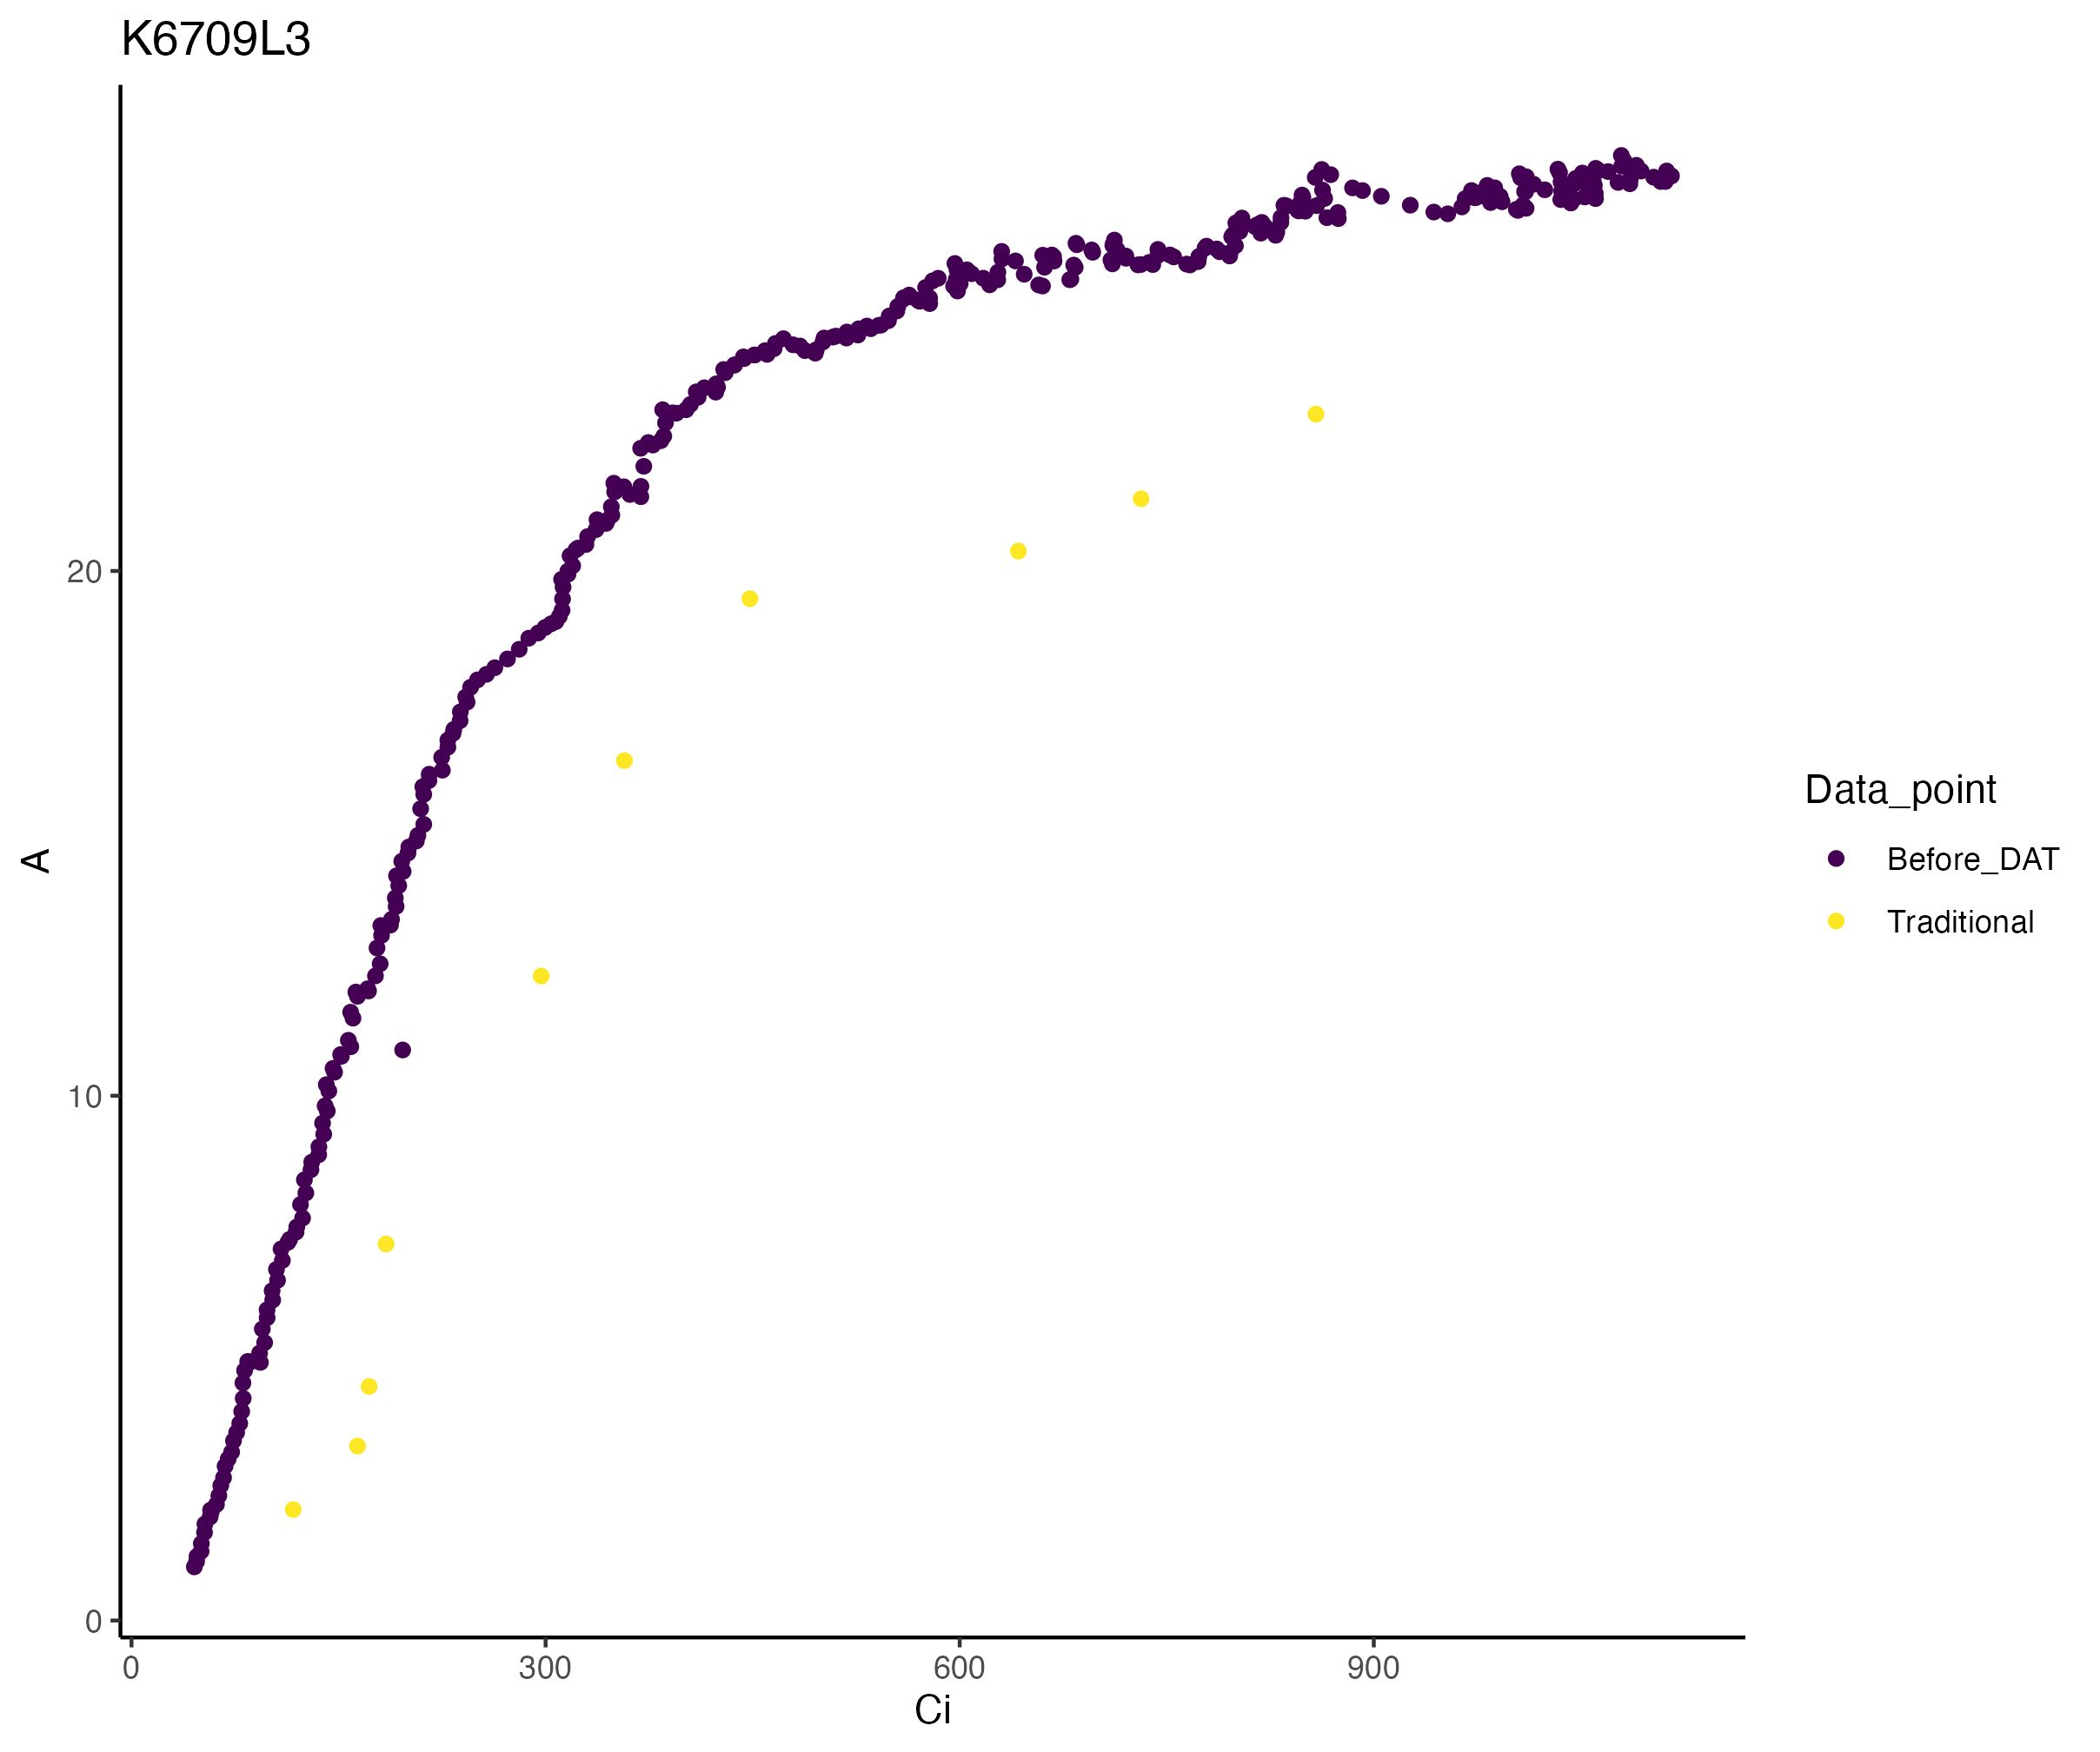 K6709L3
20
10
0
A
0 300 600 900
Ci
Data_point
Before_DAT
Traditional